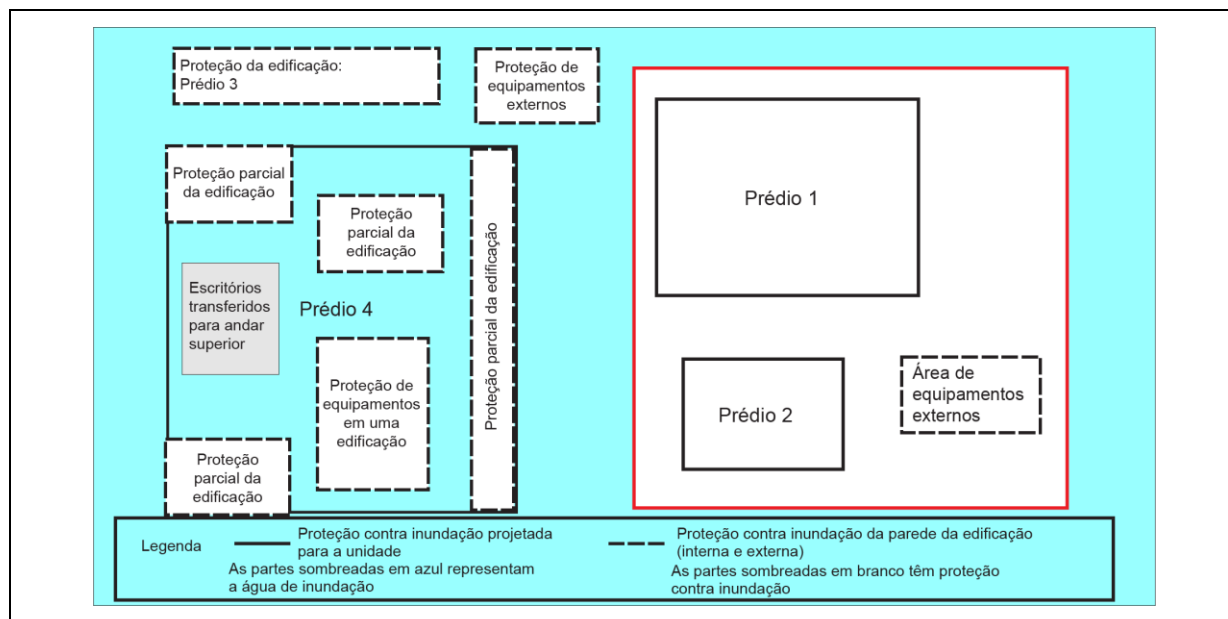 Proteção da edificação:
Prédio 3
Proteção de
equipamentos
externos
Proteção parcial
da edificação
Proteção
parcial da
edificação
Proteção parcial da edificação
Prédio 1
Escritórios
transferidos
para andar
superior
Prédio 4
Proteção de
equipamentos
em uma
edificação
Prédio 2
Área de
equipamentos
externos
Proteção
parcial da
edificação
Legenda
Proteção contra inundação projetada
para a unidade
As partes sombreadas em azul representam
a água de inundação
Proteção contra inundação da parede da edificação
(interna e externa)
As partes sombreadas em branco têm proteção
contra inundação